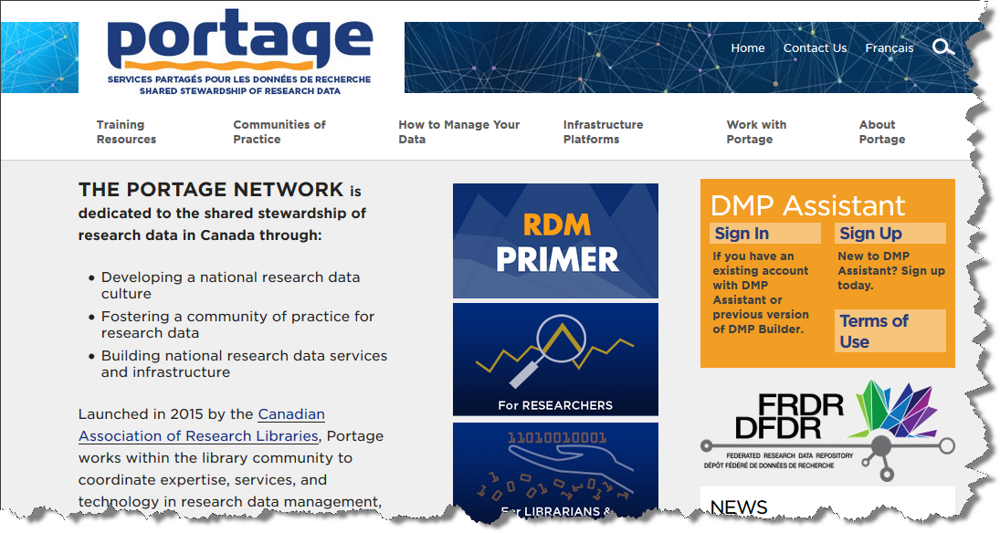 portage
SERVICES PARTAGÉS POUR LES DONNÉES DE RECHERCHE
SHARED STEWARDSHIP OF RESEARCH DATA
Home Contact Us Français
Training
Resources
Communities of
Practice
How to Manage Your
Data
Infrastructure
Platforms
Work with
Portage
About
Portage
THE PORTAGE NETWORK is
dedicated to the shared stewardship of
research data in Canada through:
• Developing a national research data
culture
• Fostering a community of practice for
research data
• Building national research data services
and infrastructure
Launched in 2015 by the Canadian
Association of Research Libraries, Portage
works within the library community to
coordinate expertise, services, and
technology in research data management,
RDM
PRIMER
For RESEARCHERS
11010010001
For LIBRARIANS &
DMP Assistant
Sign In
If you have an
existing account
with DMP
Assistant or
previous version
of DMP Builder.
Sign Up
New to DMP
Assistant? Sign up
today.
Terms of
Use
FRDR
DFDR
FEDERATED RESEARCH DATA REPOSITORY
DÉPÔT FÉDÉRÉ DE DONNÉES DE RECHERCHE
NEWS